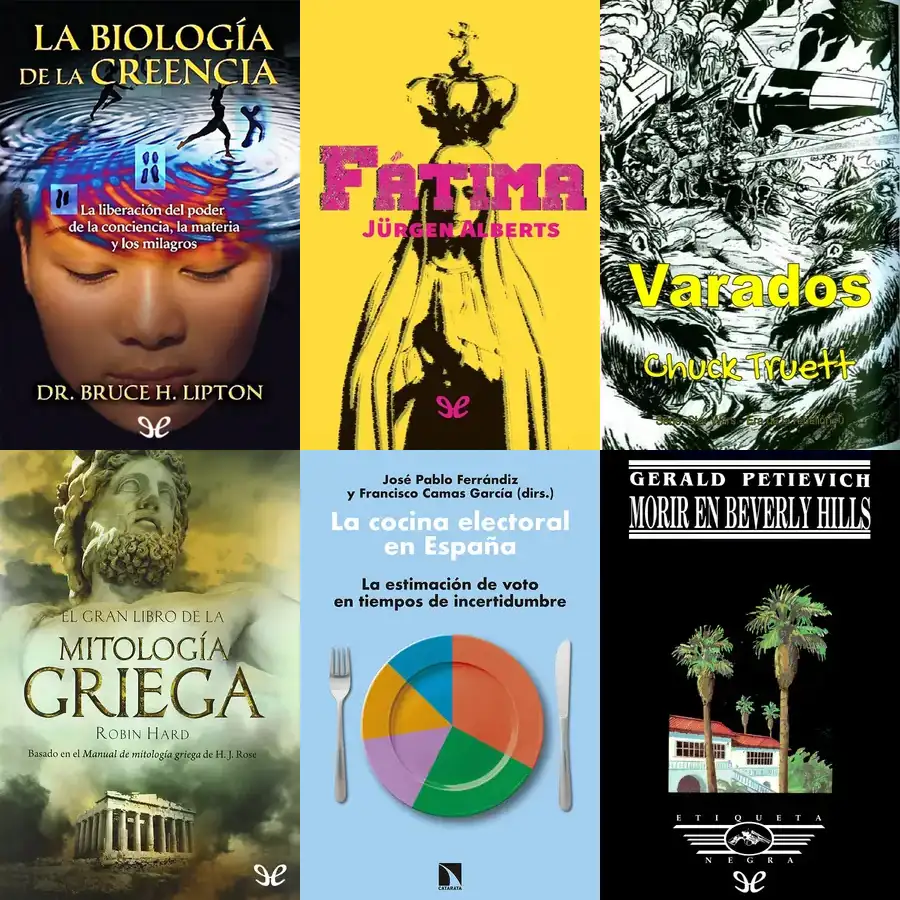 LA BIOLOGÍA
DE LA CREENCIA
La liberación del poder
de la conciencia, la materia
y los milagros
DR. BRUCE H. LIPTON
FÁTIMA
JÜRGEN ALBERTS
Varados
Chuck Truett
EL GRAN LIBRO DE LA
MITOLOGÍA
GRIEGA
ROBIN HARD
Basado en el Manual de mitología griega de H. J. Rose
José Pablo Ferrándiz
y Francisco Camas García (dirs.)
La cocina electoral
en España
La estimación de voto
en tiempos de incertidumbre
CATARATA
GERALD PETIEVICH
MORIR EN BEVERLY HILLS
ETIQUETA
NEGRA